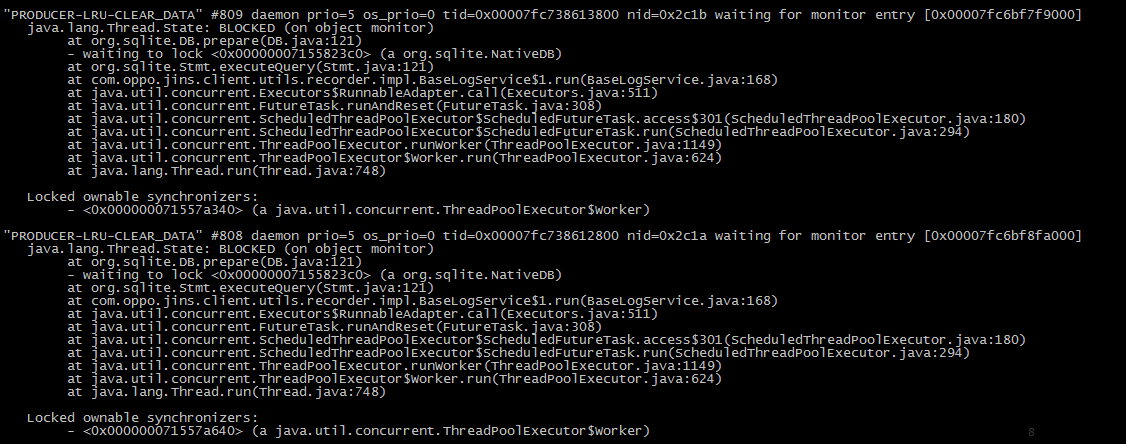 "PRODUCER-LRU-CLEAR_DATA" #809 daemon prio=5 os_prio=0 tid=0x00007fc738613800 nid=0x2c1b waiting for monitor entry [0x00007fc6bf7f9000]
java.lang.Thread.State: BLOCKED (on object monitor)
at org.sqlite.DB.prepare(DB.java:121)
- waiting to lock <0x00000007155823c0> (a org.sqlite.NativeDB)
at org.sqlite.Stmt.executeQuery(Stmt.java:121)
at com.oppo.jins.client.utils.recorder.impl.BaseLogService$1.run(BaseLogService.java:168)
at java.util.concurrent.Executors$RunnableAdapter.call(Executors.java:511)
at java.util.concurrent.FutureTask.runAndReset(FutureTask.java:308)
at java.util.concurrent.ScheduledThreadPoolExecutor$ScheduledFutureTask.access$301(ScheduledThreadPoolExecutor.java:180)
at java.util.concurrent.ScheduledThreadPoolExecutor$ScheduledFutureTask.run(ScheduledThreadPoolExecutor.java:294)
at java.util.concurrent.ThreadPoolExecutor.runWorker(ThreadPoolExecutor.java:1149)
at java.util.concurrent.ThreadPoolExecutor$Worker.run(ThreadPoolExecutor.java:624)
at java.lang.Thread.run(Thread.java:748)
Locked ownable synchronizers:
- <0x000000071557a340> (a java.util.concurrent.ThreadPoolExecutor$Worker)
"PRODUCER-LRU-CLEAR_DATA" #808 daemon prio=5 os_prio=0 tid=0x00007fc738612800 nid=0x2c1a waiting for monitor entry [0x00007fc6bf8fa000]
java.lang.Thread.State: BLOCKED (on object monitor)
at org.sqlite.DB.prepare(DB.java:121)
- waiting to lock <0x00000007155823c0> (a org.sqlite.NativeDB)
at org.sqlite.Stmt.executeQuery(Stmt.java:121)
at com.oppo.jins.client.utils.recorder.impl.BaseLogService$1.run(BaseLogService.java:168)
at java.util.concurrent.Executors$RunnableAdapter.call(Executors.java:511)
at java.util.concurrent.FutureTask.runAndReset(FutureTask.java:308)
at java.util.concurrent.ScheduledThreadPoolExecutor$ScheduledFutureTask.access$301(ScheduledThreadPoolExecutor.java:180)
at java.util.concurrent.ScheduledThreadPoolExecutor$ScheduledFutureTask.run(ScheduledThreadPoolExecutor.java:294)
at java.util.concurrent.ThreadPoolExecutor.runWorker(ThreadPoolExecutor.java:1149)
at java.util.concurrent.ThreadPoolExecutor$Worker.run(ThreadPoolExecutor.java:624)
at java.lang.Thread.run(Thread.java:748)
Locked ownable synchronizers:
- <0x000000071557a640> (a java.util.concurrent.ThreadPoolExecutor$Worker)
8